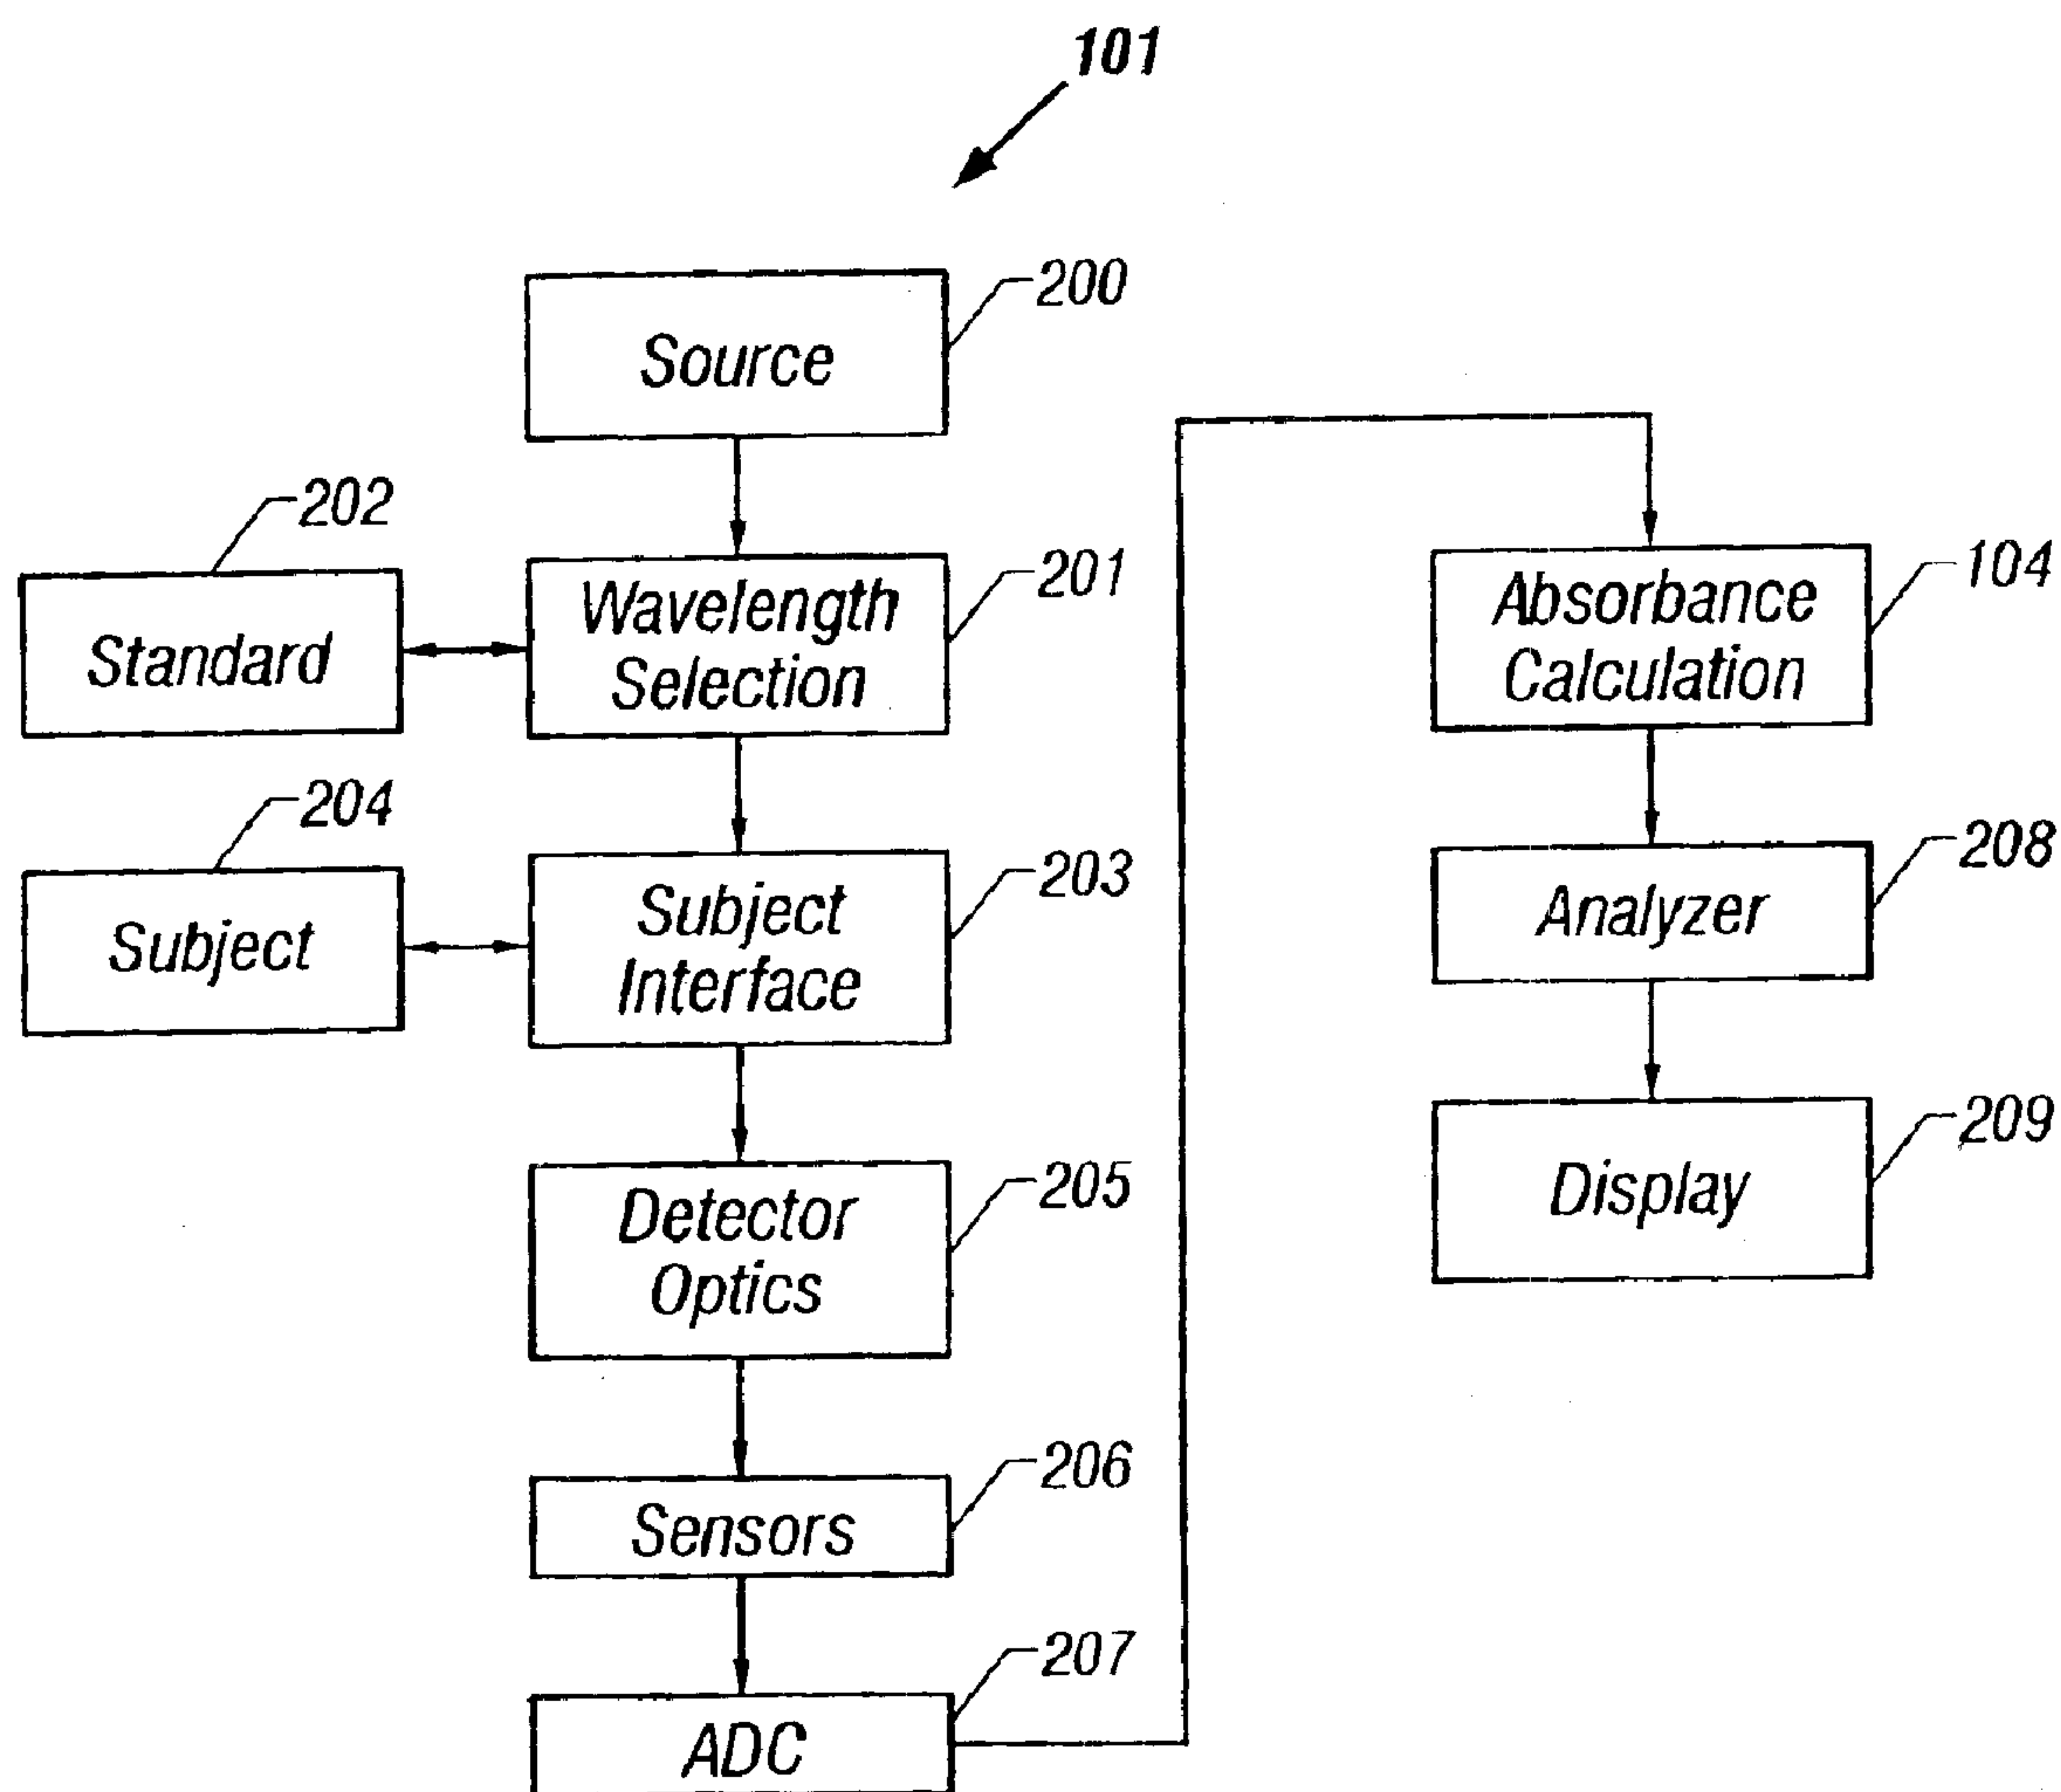 101
200
Source
202
201
Standard
Wavelength
Selection
204
203
Subject
Subject
Interface
205
Detector
Optics
206
Sensors
207
ADC
104
Absorbance
Calculation
208
Analyzer
209
Display